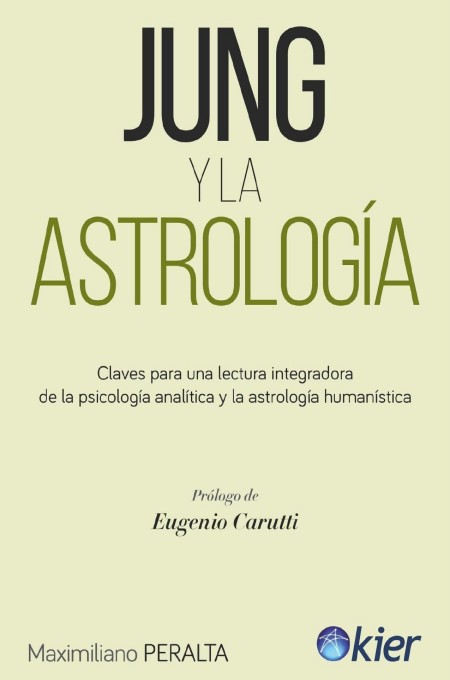 JUNG
Y LA
ASTROLOGÍA
Claves para una lectura integradora
de la psicología analítica y la astrología humanística
Prólogo de
Eugenio Carutti
Maximiliano PERALTA
kier